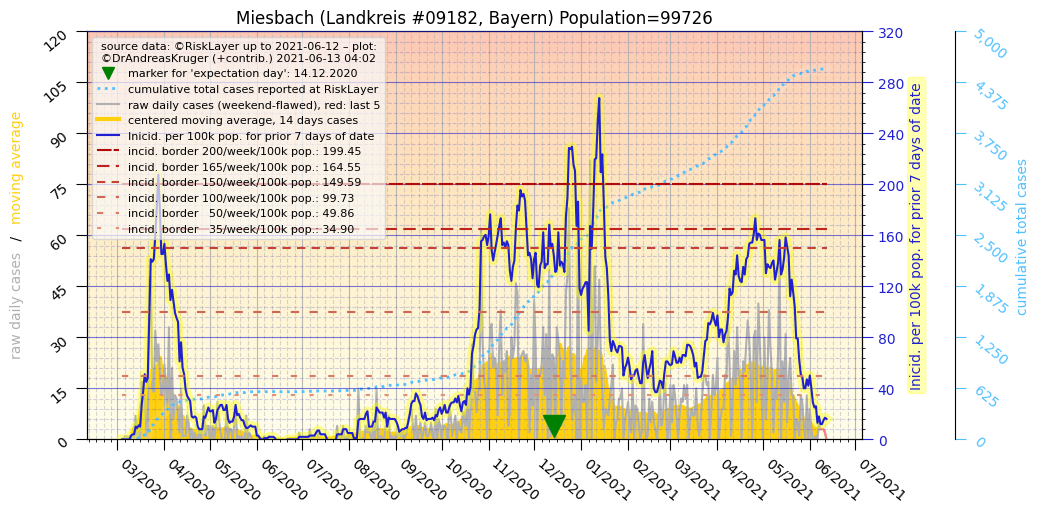 Miesbach (Landkreis #09182, Bayern) Population=99726
source data: ©RiskLayer up to 2021-06-12 – plot:
©DrAndreasKruger (+contrib.) 2021-06-13 04:02
marker for 'expectation day': 14.12.2020
cumulative total cases reported at RiskLayer
raw daily cases (weekend-flawed), red: last 5
centered moving average, 14 days cases
Inicid. per 100k pop. for prior 7 days of date
incid. border 200/week/100k pop.: 199.45
incid. border 165/week/100k pop.: 164.55
incid. border 150/week/100k pop.: 149.59
incid. border 100/week/100k pop.: 99.73
incid. border   50/week/100k pop.: 49.86
incid. border   35/week/100k pop.: 34.90
raw daily cases / moving average
120
105
90
75
60
45
30
15
0
320
280
240
200
160
120
80
40
0
Inicid. per 100k pop. for prior 7 days of date
5,000
4,375
3,750
3,125
2,500
1,875
1,250
625
0
cumulative total cases
03/2020
04/2020
05/2020
06/2020
07/2020
08/2020
09/2020
10/2020
11/2020
12/2020
01/2021
02/2021
03/2021
04/2021
05/2021
06/2021
07/2021